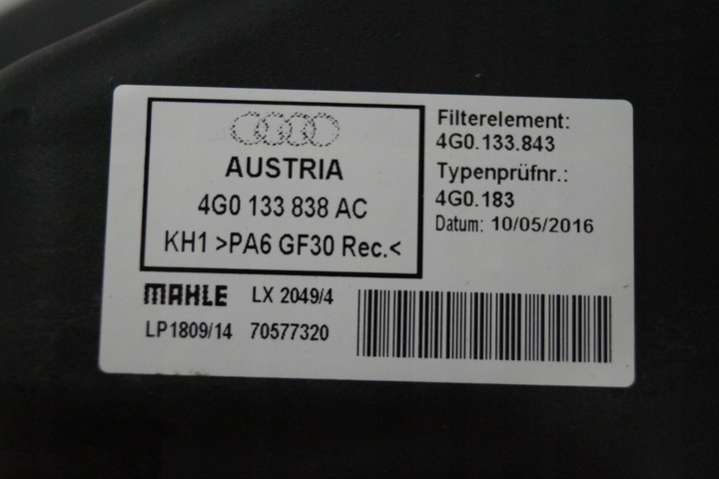 AUSTRIA
4G0 133 838 AC
KH1 >PA6 GF30 Rec.<
Filterelement:
4G0.133.843
Typenprüfnr.:
4G0.183
Datum: 10/05/2016
MAHLE LX 2049/4
LP1809/14 70577320